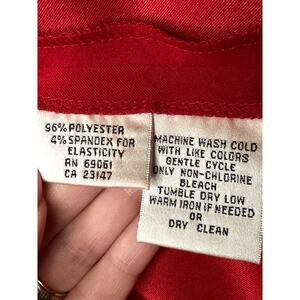 96% POLYESTER
4% SPANDEX FOR
ELASTICITY
RN 69061
CA 23147
MACHINE WASH COLD
WITH LIKE COLORS
GENTLE CYCLE
ONLY NON-CHLORINE
BLEACH
TUMBLE DRY LOW
WARM IRON IF NEEDED
OR
DRY CLEAN